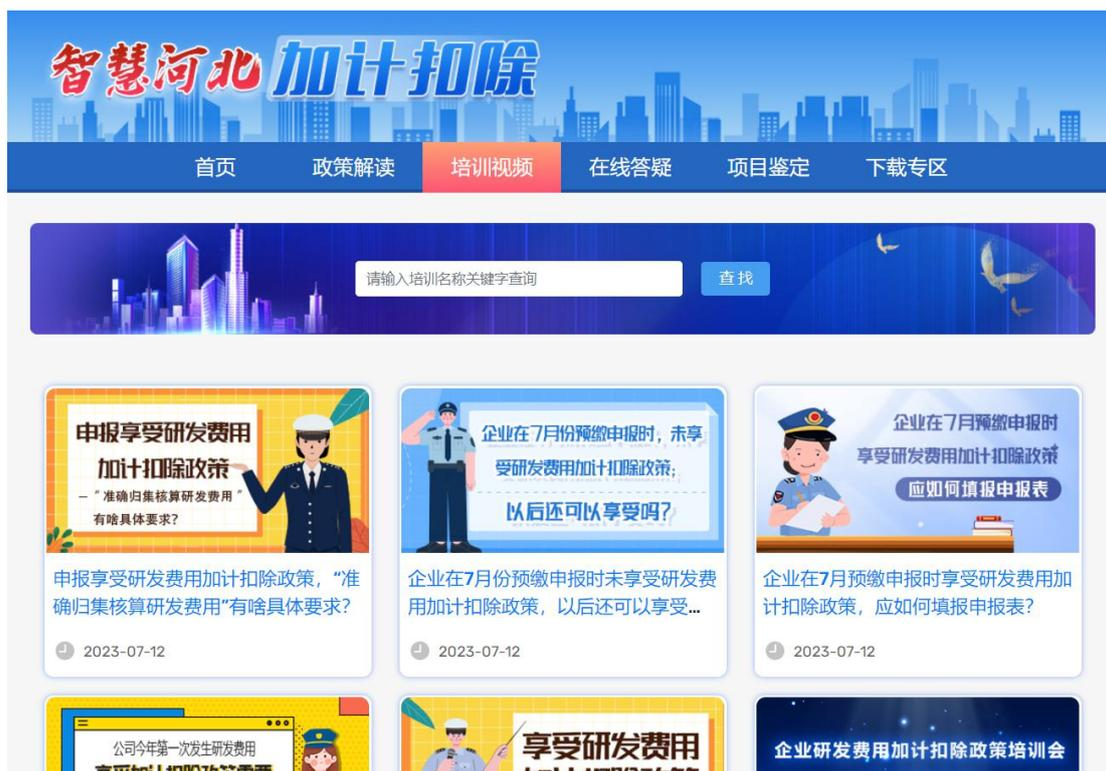 智慧河北 加计扣除
首页 政策解读 培训视频 在线答疑 项目鉴定 下载专区
请输入培训名称关键字查询 查找
申报享受研发费用
加计扣除政策
—“准确归集核算研发费用”
有啥具体要求？
企业在7月份预缴申报时，未享
受研发费用加计扣除政策；
以后还可以享受吗？
企业在7月预缴申报时
享受研发费用加计扣除政策
应如何填报申报表
申报享受研发费用加计扣除政策，“准
确归集核算研发费用”有啥具体要求？
2023-07-12
企业在7月份预缴申报时未享受研发费
用加计扣除政策，以后还可以享受...
2023-07-12
企业在7月预缴申报时享受研发费用加
计扣除政策，应如何填报申报表？
2023-07-12
公司今年第一次发生研发费用
享受研发费用
企业研发费用加计扣除政策培训会